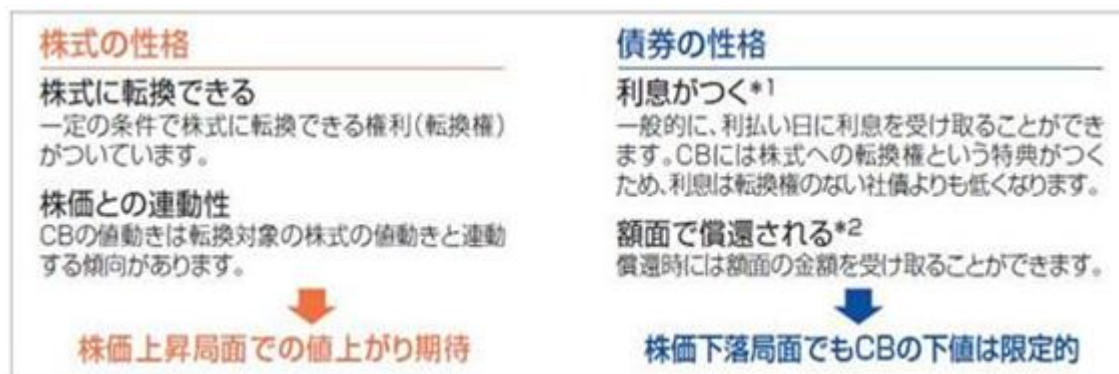 株式の性格
株式に転換できる
一定の条件で株式に転換できる権利(転換権)
がついています。
株価との連動性
CBの値動きは転換対象の株式の値動きと連動
する傾向があります。
株価上昇局面での値上がり期待
債券の性格
利息がつく*1
一般的に、利払い日に利息を受け取ることができ
ます。CBには株式への転換権という特典がつく
ため、利息は転換権のない社債よりも低くなります。
額面で償還される*2
償還時には額面の金額を受け取ることができます。
株価下落局面でもCBの下値は限定的